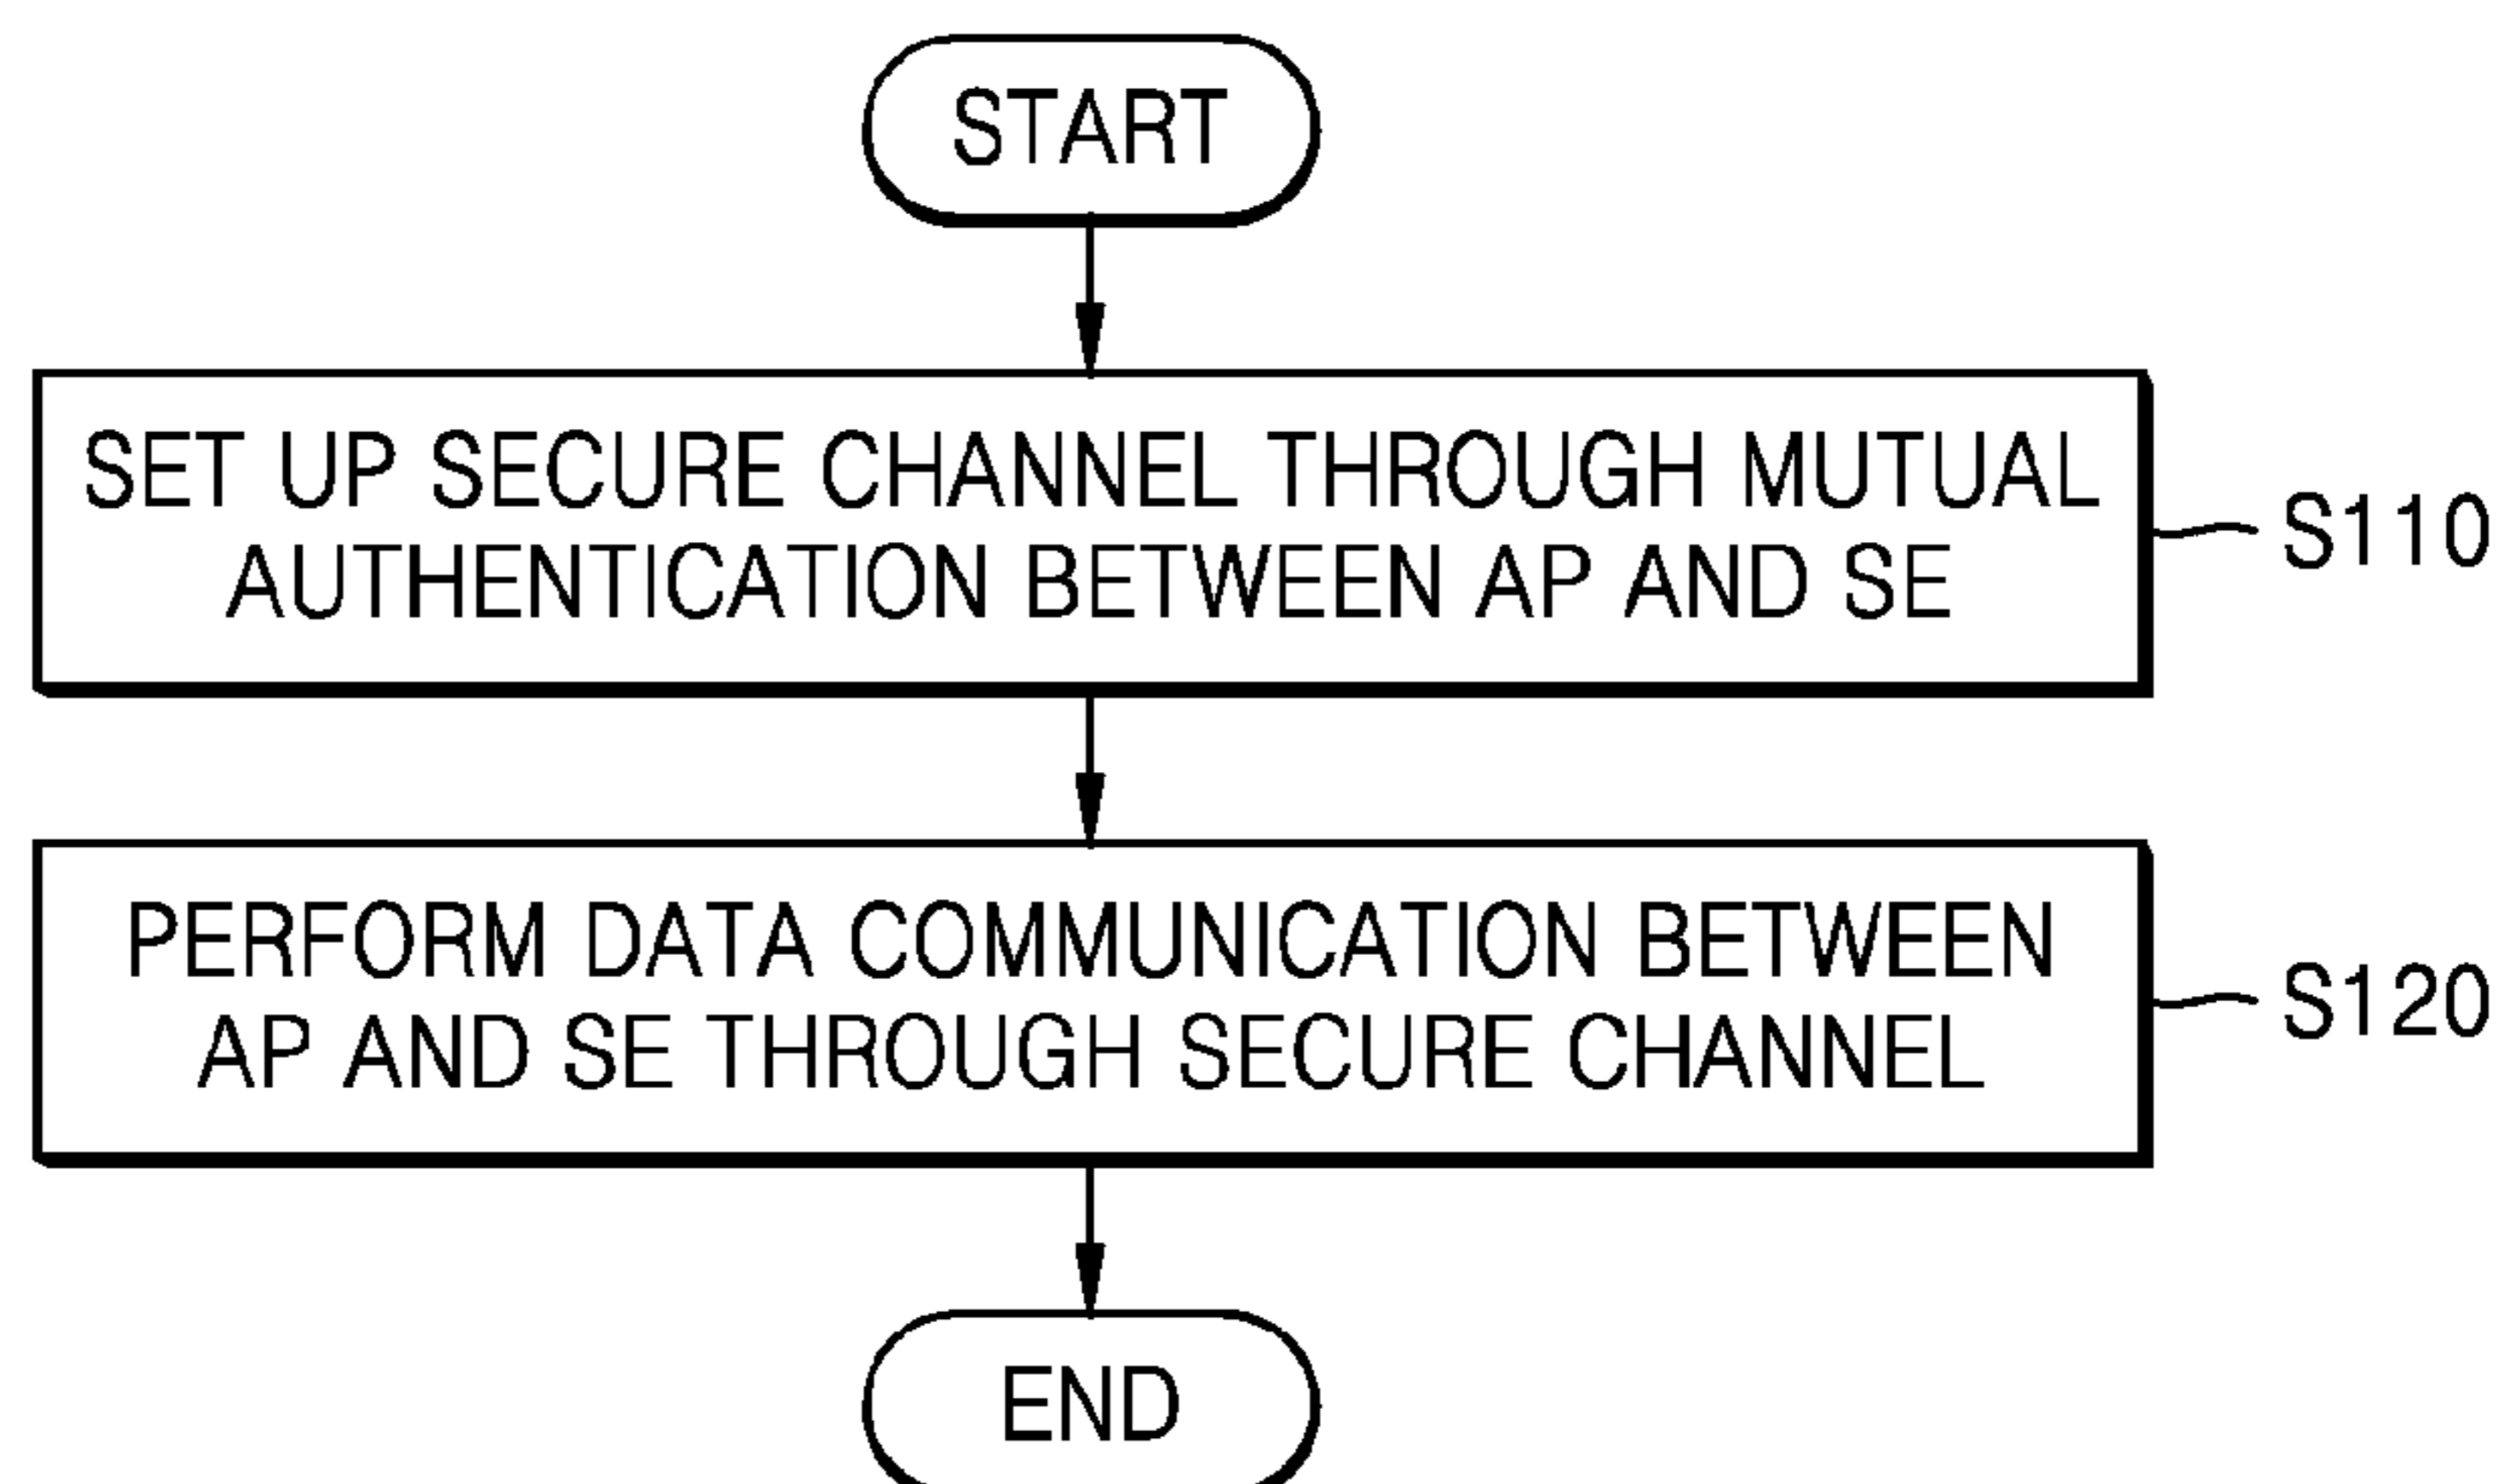 START
SET UP SECURE CHANNEL THROUGH MUTUAL
AUTHENTICATION BETWEEN AP AND SE
S110
PERFORM DATA COMMUNICATION BETWEEN
AP AND SE THROUGH SECURE CHANNEL
S120
END